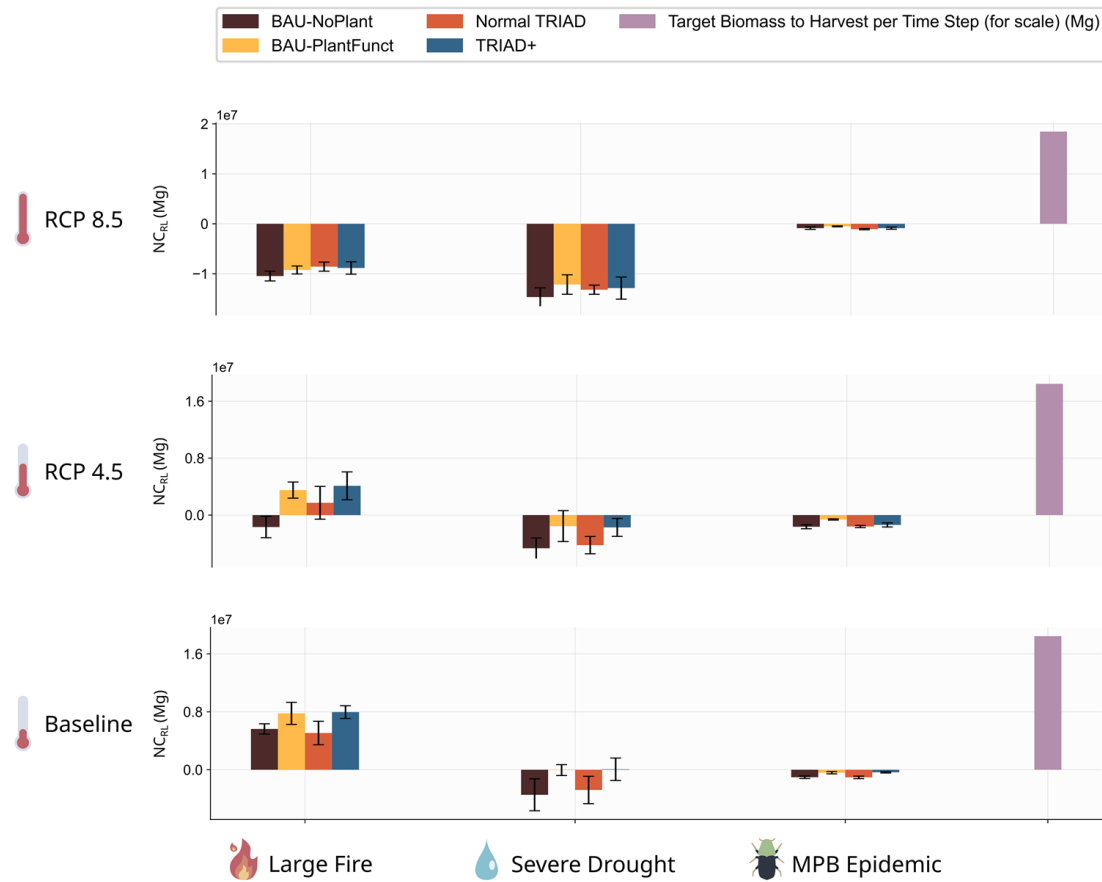 BAU-NoPlant Normal TRIAD Target Biomass to Harvest per Time Step (for scale) (Mg)
BAU-PlantFunct TRIAD+
1e7
2
1
0
−1
NC_RL (Mg)
RCP 8.5
1e7
1.6
0.8
0.0
NC_RL (Mg)
RCP 4.5
1e7
1.6
0.8
0.0
NC_RL (Mg)
Baseline
Large Fire Severe Drought MPB Epidemic